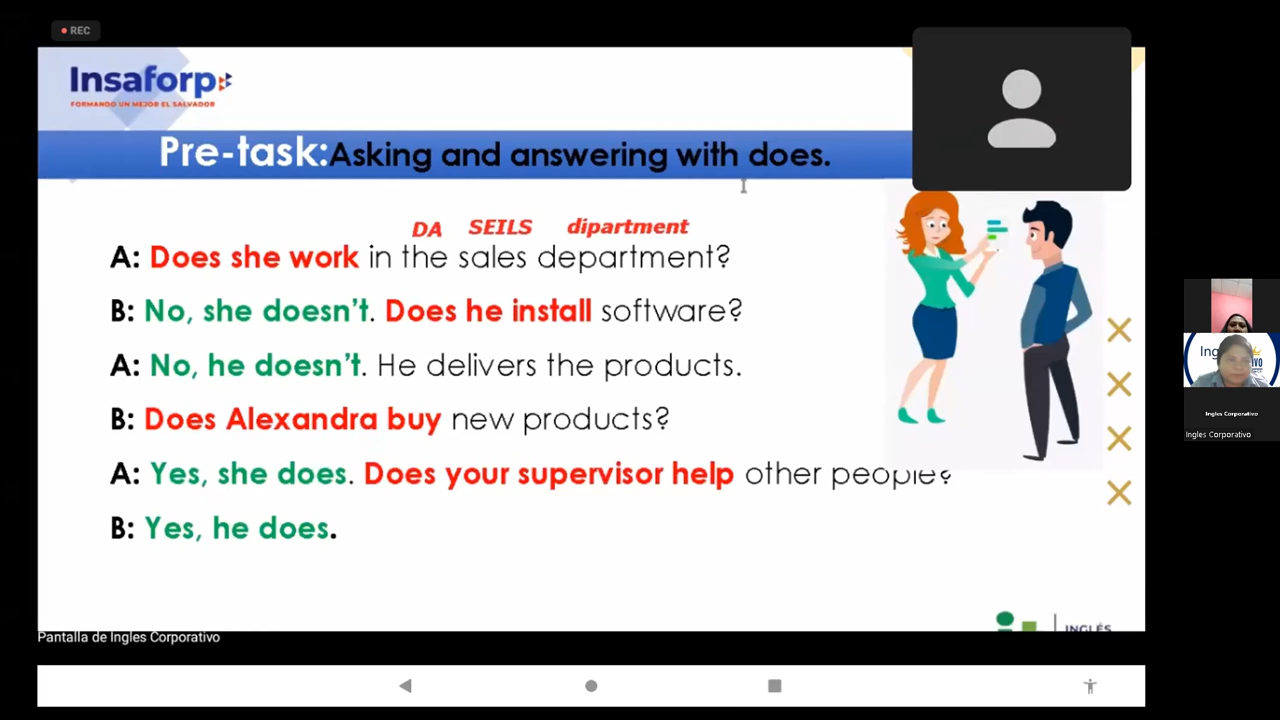 REC
Insaforp
FORMANDO UN MEJOR EL SALVADOR
Pre-task:Asking and answering with does.
DA SEILS dipartment
A: Does she work in the sales department?
B: No, she doesn't. Does he install software?
A: No, he doesn't. He delivers the products.
B: Does Alexandra buy new products?
A: Yes, she does. Does your supervisor help other people?
B: Yes, he does.
INGLÉS
Pantalla de Ingles Corporativo
Ingles Corporativo
Ingles Corporativo